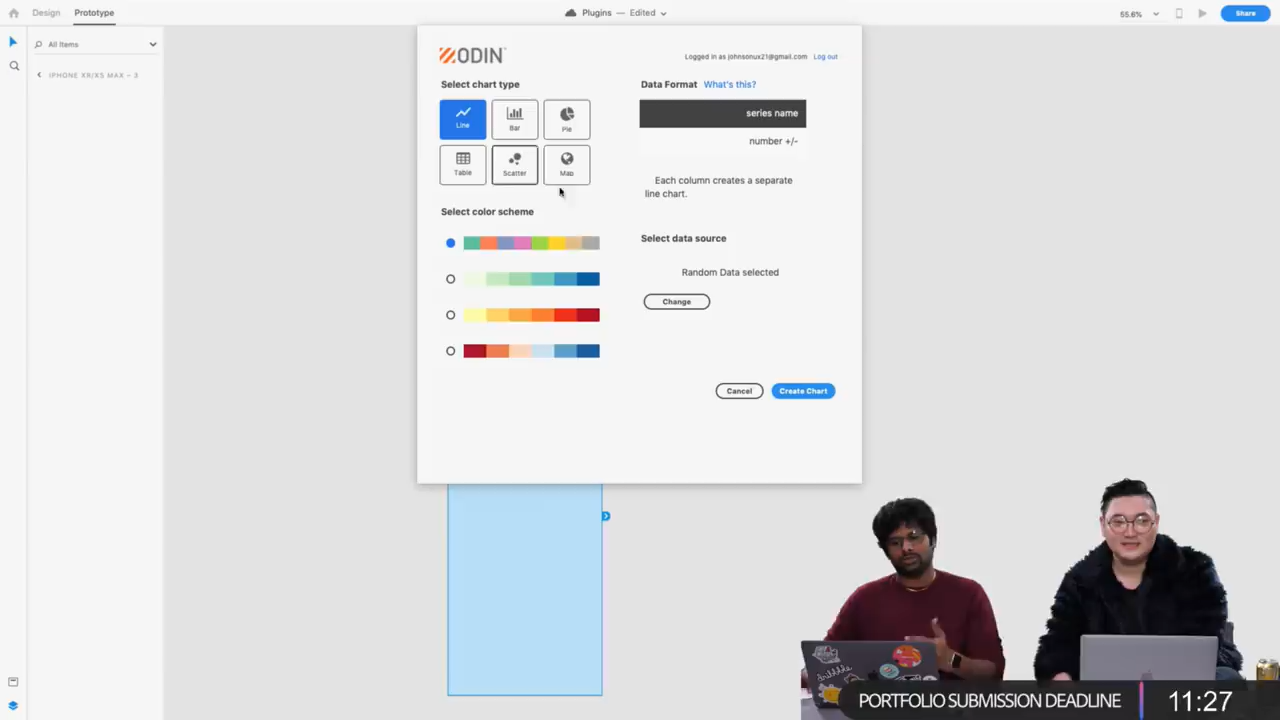 Design
Prototype
Plugins — Edited
55.6%
Share
All Items
IPHONE XR/XS MAX – 3
ODIN
Logged in as johnsonux21@gmail.com
Log out
Select chart type
Line
Bar
Pie
Table
Scatter
Map
Select color scheme
Data Format
What's this?
series name
number +/-
Each column creates a separate
line chart.
Select data source
Random Data selected
Change
Cancel
Create Chart
PORTFOLIO SUBMISSION DEADLINE
11:27